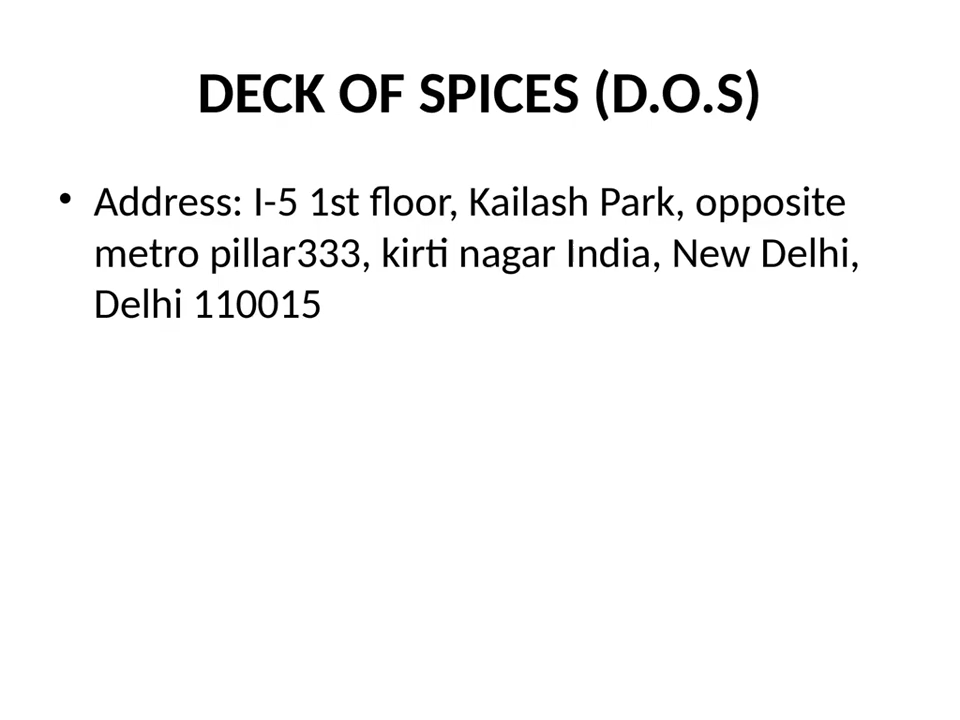 DECK OF SPICES (D.O.S)
• Address: I-5 1st floor, Kailash Park, opposite
metro pillar333, kirti nagar India, New Delhi,
Delhi 110015